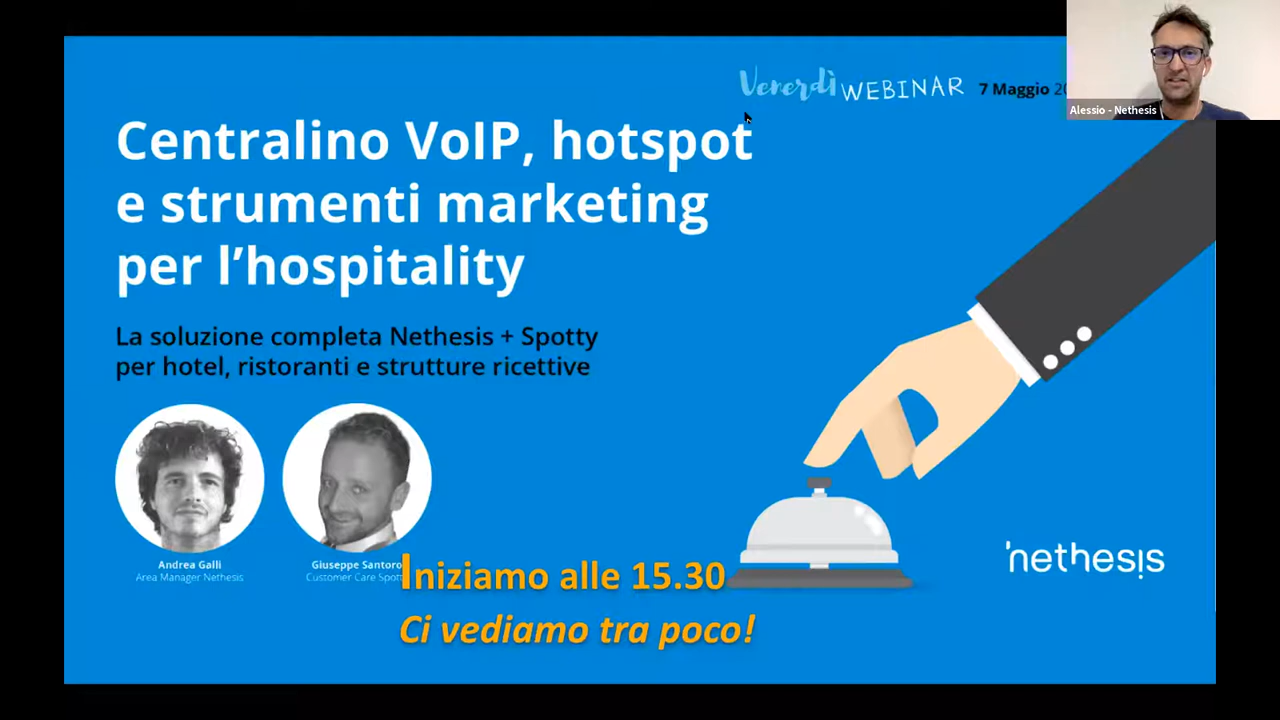 Venerdì WEBINAR 7 Maggio
Alessio - Nethesis
Centralino VoIP, hotspot
e strumenti marketing
per l’hospitality
La soluzione completa Nethesis + Spotty
per hotel, ristoranti e strutture ricettive
Andrea Galli
Area Manager Nethesis
Giuseppe Santoro
Customer Care
Iniziamo alle 15.30
Ci vediamo tra poco!
nethesis